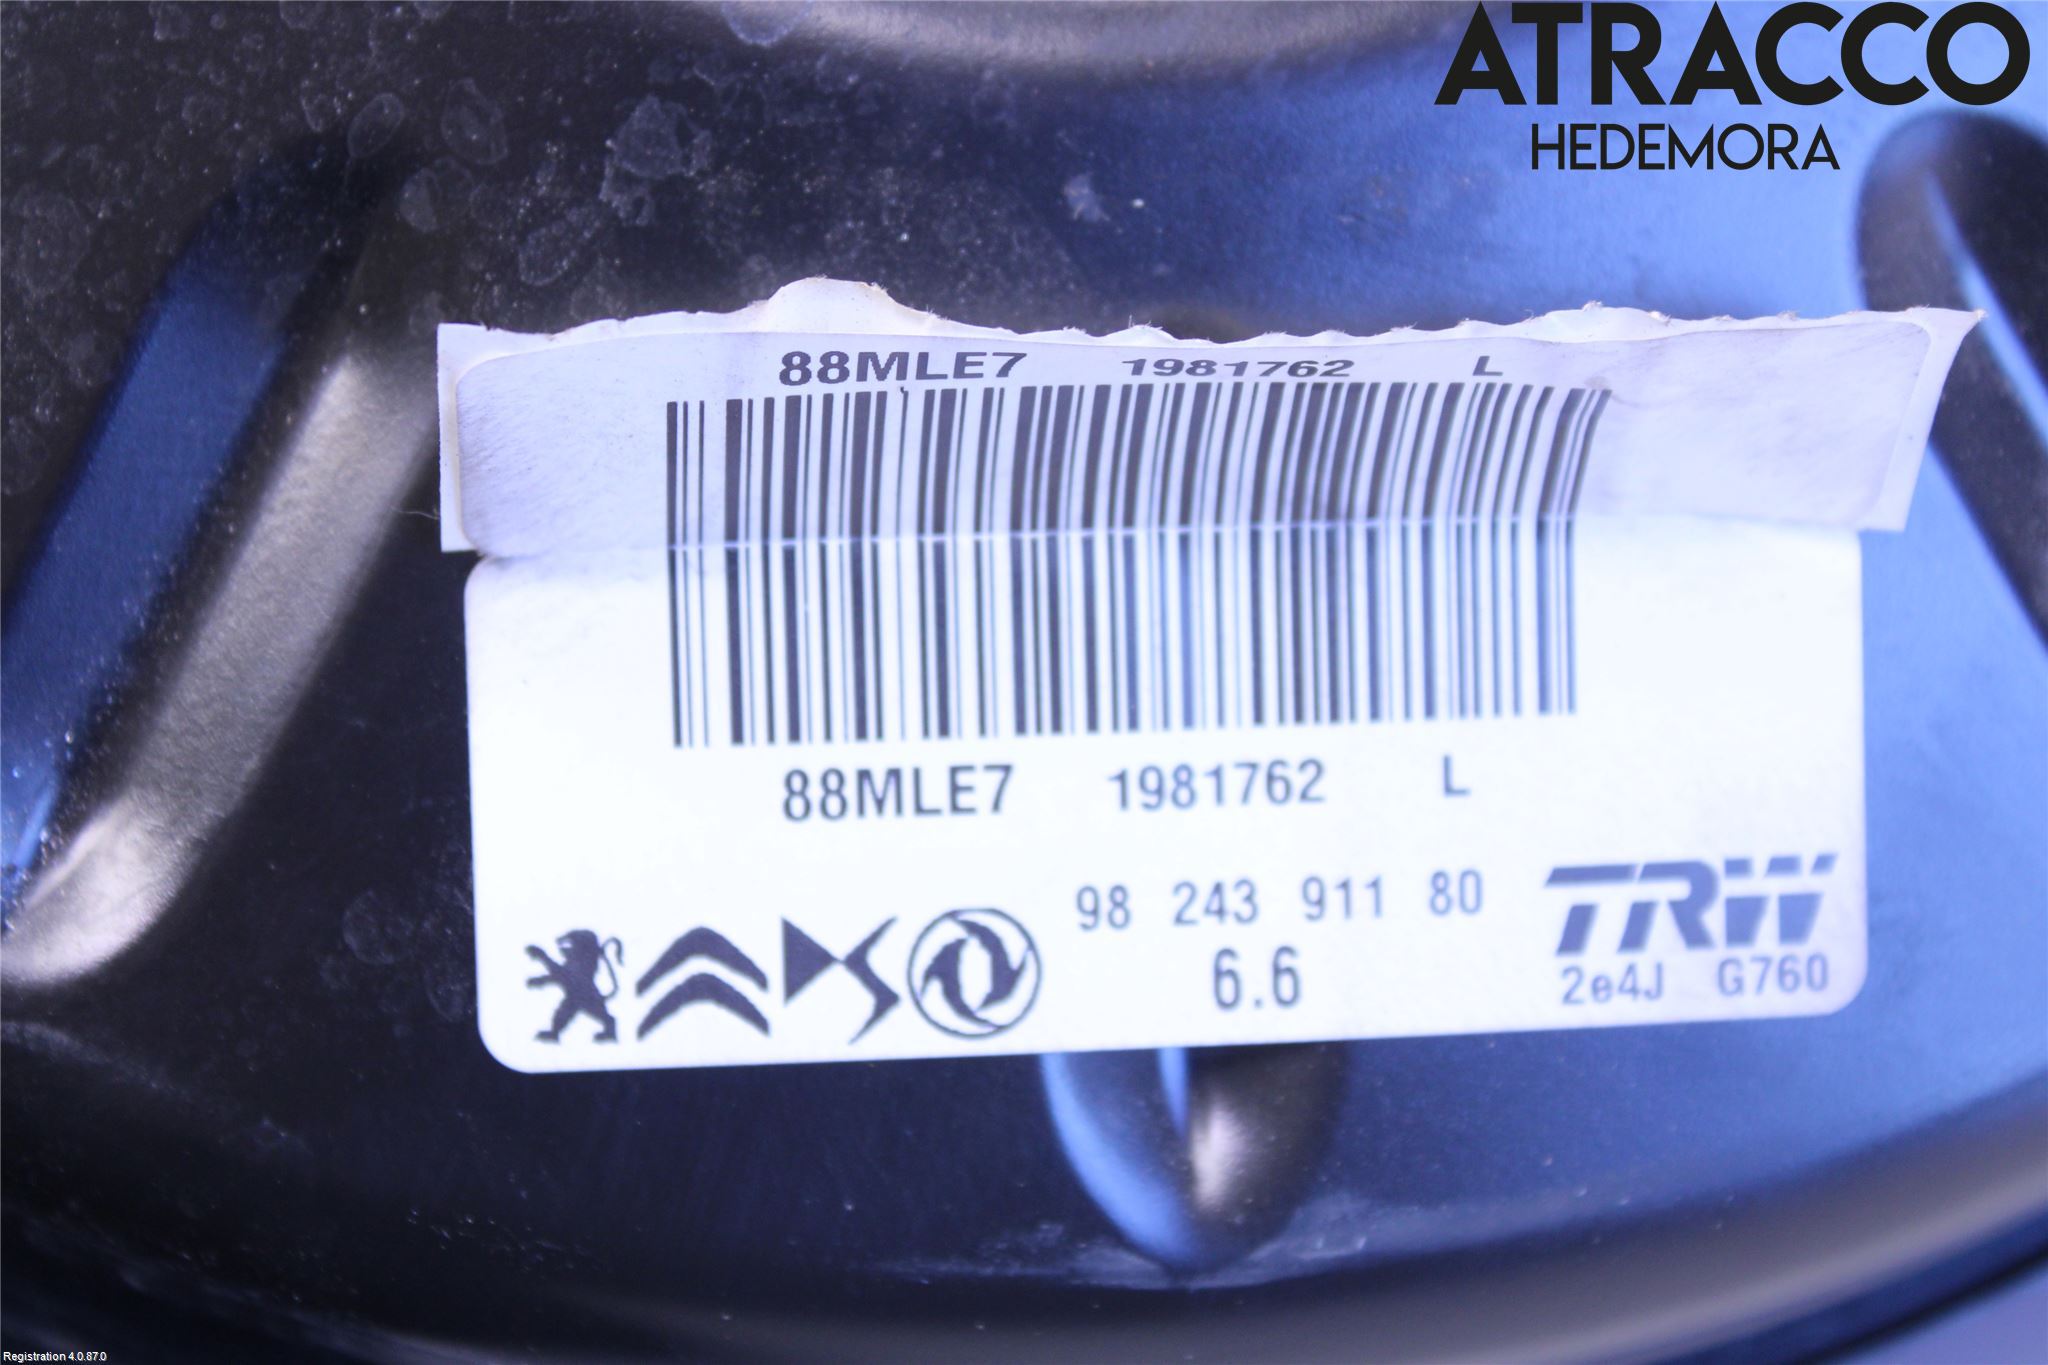 ATRACCO
HEDEMORA
88MLE7 1981762 L
88MLE7 1981762 L
98 243 911 80
6.6
TRW
2e4J G760
DS
Registration 4.0.87.0